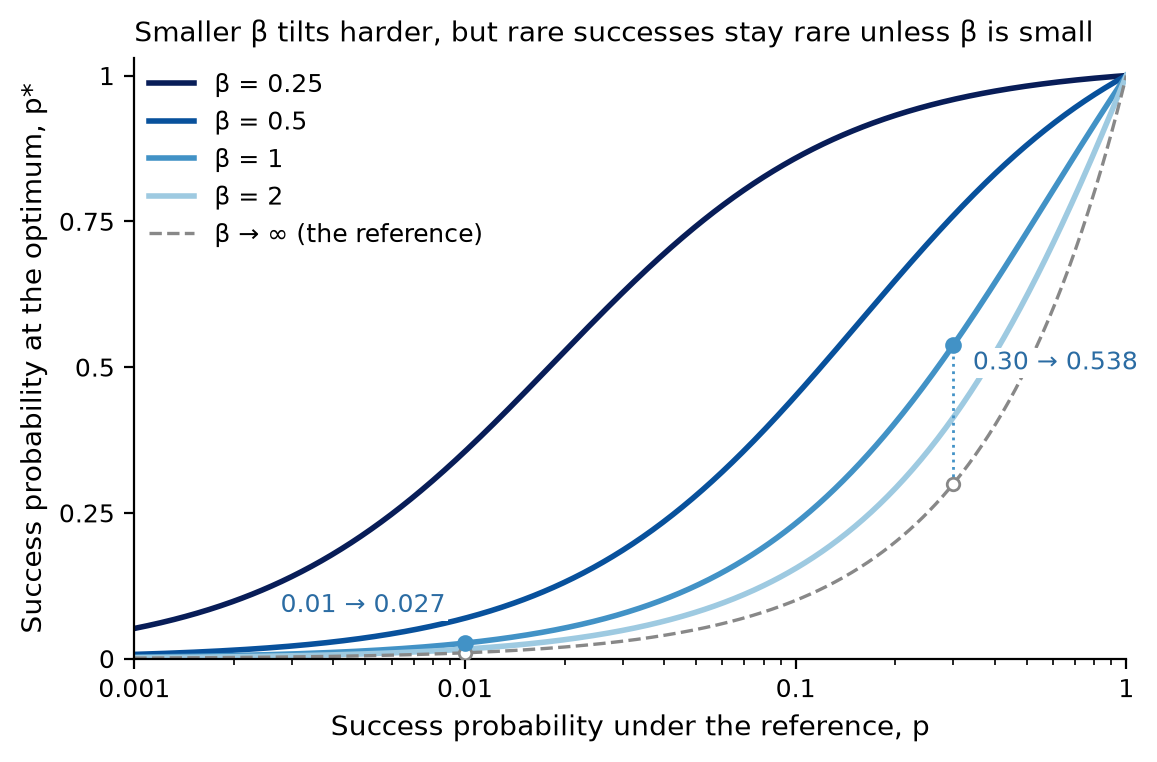 Smaller β tilts harder, but rare successes stay rare unless β is small
Success probability at the optimum, p*
1
0.75
0.5
0.25
0
β = 0.25
β = 0.5
β = 1
β = 2
β → ∞ (the reference)
0.30 → 0.538
0.01 → 0.027
0.001
0.01
0.1
1
Success probability under the reference, p